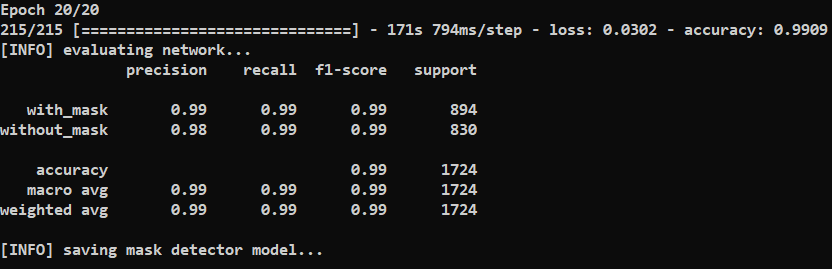 Epoch 20/20
215/215 [==============================] - 171s 794ms/step - loss: 0.0302 - accuracy: 0.9909
[INFO] evaluating network...
precision recall f1-score support
with_mask 0.99 0.99 0.99 894
without_mask 0.98 0.99 0.99 830
accuracy 0.99 1724
macro avg 0.99 0.99 0.99 1724
weighted avg 0.99 0.99 0.99 1724
[INFO] saving mask detector model...